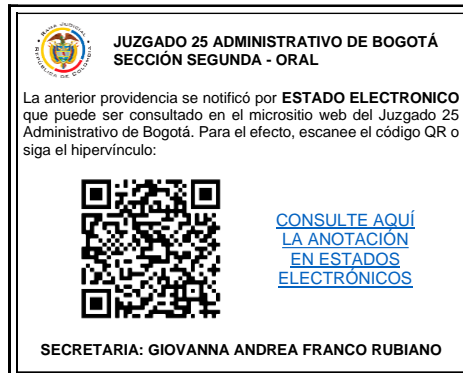 JUZGADO 25 ADMINISTRATIVO DE BOGOTÁ
SECCIÓN SEGUNDA - ORAL
La anterior providencia se notificó por ESTADO ELECTRONICO
que puede ser consultado en el micrositio web del Juzgado 25
Administrativo de Bogotá. Para el efecto, escanee el código QR o
siga el hipervínculo:
CONSULTE AQUÍ
LA ANOTACIÓN
EN ESTADOS
ELECTRÓNICOS
SECRETARIA: GIOVANNA ANDREA FRANCO RUBIANO